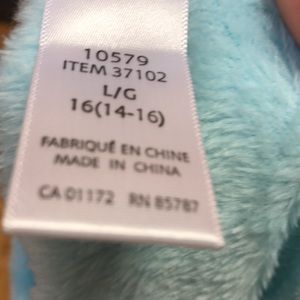 10579
ITEM 37102
L/G
16(14-16)
FABRIQUÉ EN CHINE
MADE IN CHINA
CA 01172 RN 85787